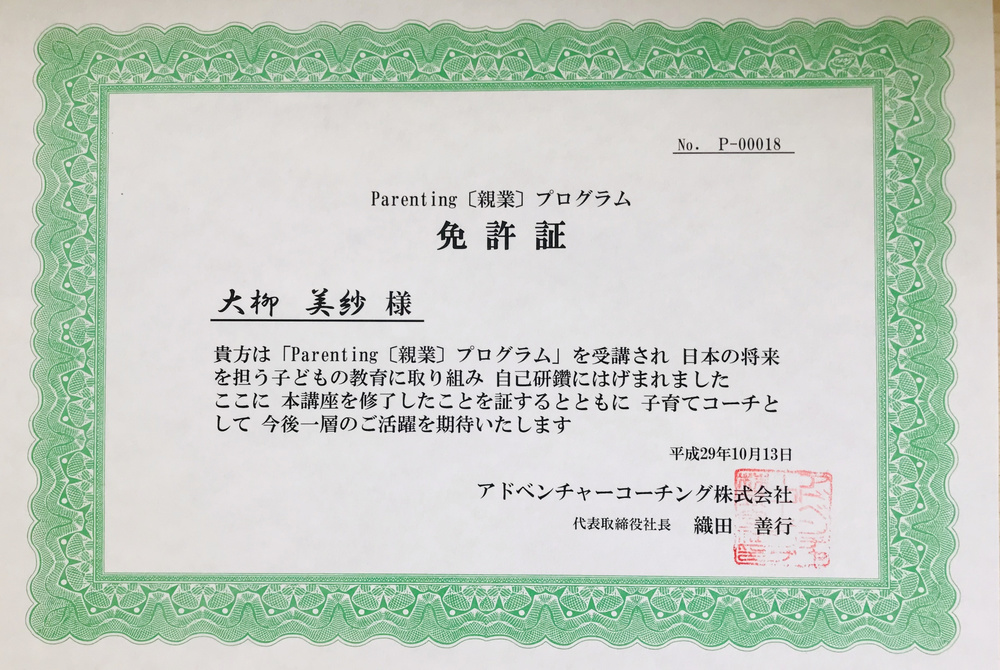 No. P-00018
Parenting〔親業〕プログラム
免許証
大柳 美紗 様
貴方は「Parenting〔親業〕プログラム」を受講され 日本の将来
を担う子どもの教育に取り組み 自己研鑽にはげまれました
ここに 本講座を修了したことを証するとともに 子育てコーチと
して 今後一層のご活躍を期待いたします
平成29年10月13日
アドベンチャーコーチング株式会社
代表取締役社長 織田 善行